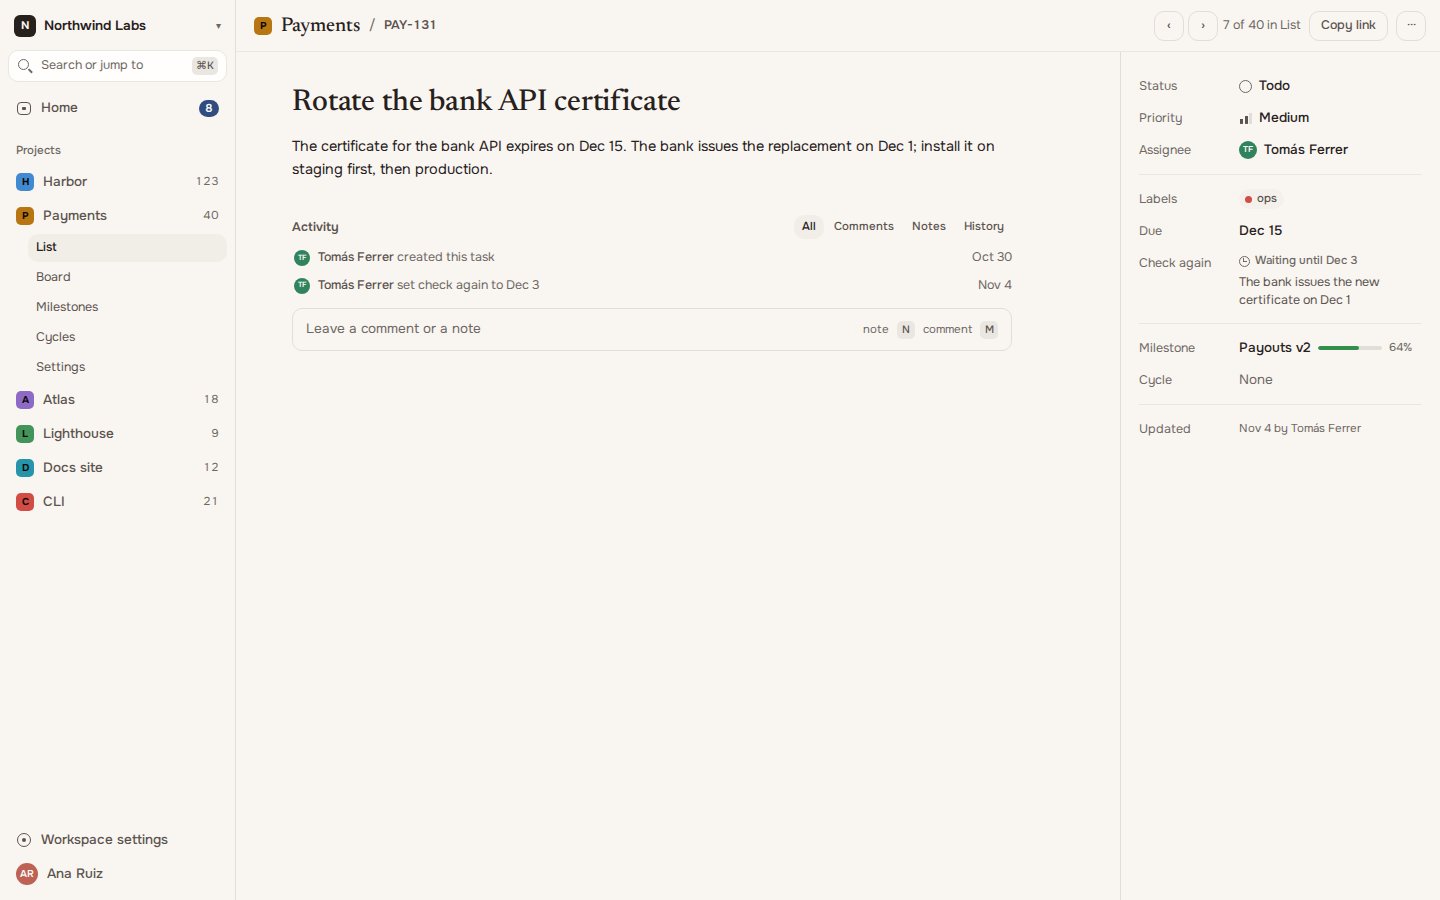 N Northwind Labs ▾
Search or jump to ⌘K
Home 8
Projects
H Harbor 123
P Payments 40
List
Board
Milestones
Cycles
Settings
A Atlas 18
L Lighthouse 9
D Docs site 12
C CLI 21
Workspace settings
AR Ana Ruiz
P Payments / PAY-131
‹ › 7 of 40 in List Copy link ···
Rotate the bank API certificate
The certificate for the bank API expires on Dec 15. The bank issues the replacement on Dec 1; install it on
staging first, then production.
Activity All Comments Notes History
TF Tomás Ferrer created this task Oct 30
TF Tomás Ferrer set check again to Dec 3 Nov 4
Leave a comment or a note note N comment M
Status Todo
Priority Medium
Assignee TF Tomás Ferrer
Labels ops
Due Dec 15
Check again Waiting until Dec 3
The bank issues the new
certificate on Dec 1
Milestone Payouts v2 64%
Cycle None
Updated Nov 4 by Tomás Ferrer